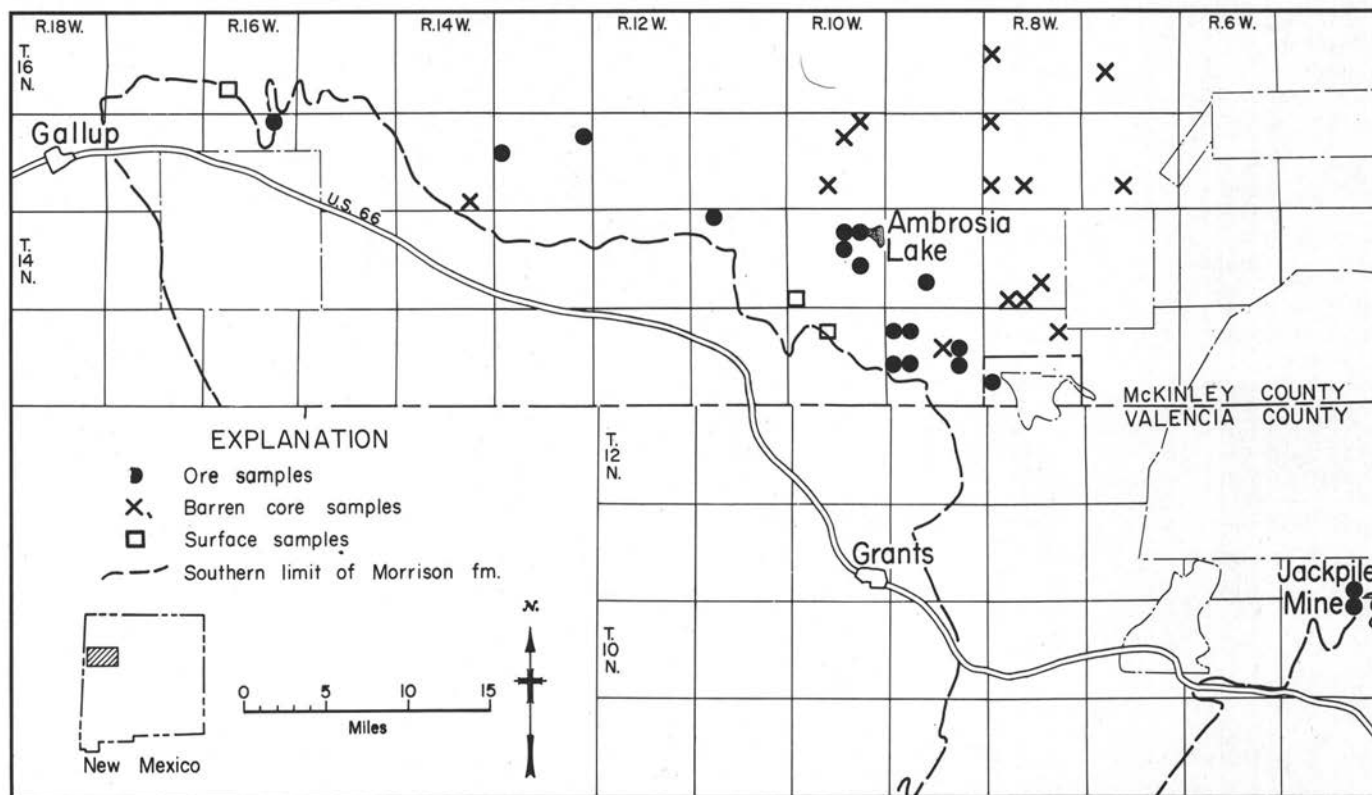 R.18W. R.16W. R.14W. R.12W. R.10W. R.8W. R.6W.
T.
16
N.
Gallup
U.S. 66
T.
14
N.
Ambrosia
Lake
McKINLEY COUNTY
VALENCIA COUNTY
EXPLANATION
Ore samples
Barren core samples
Surface samples
Southern limit of Morrison fm.
T.
12
N.
Grants
Jackpile
Mine
T.
10
N.
N.
0 5 10 15
Miles
New Mexico